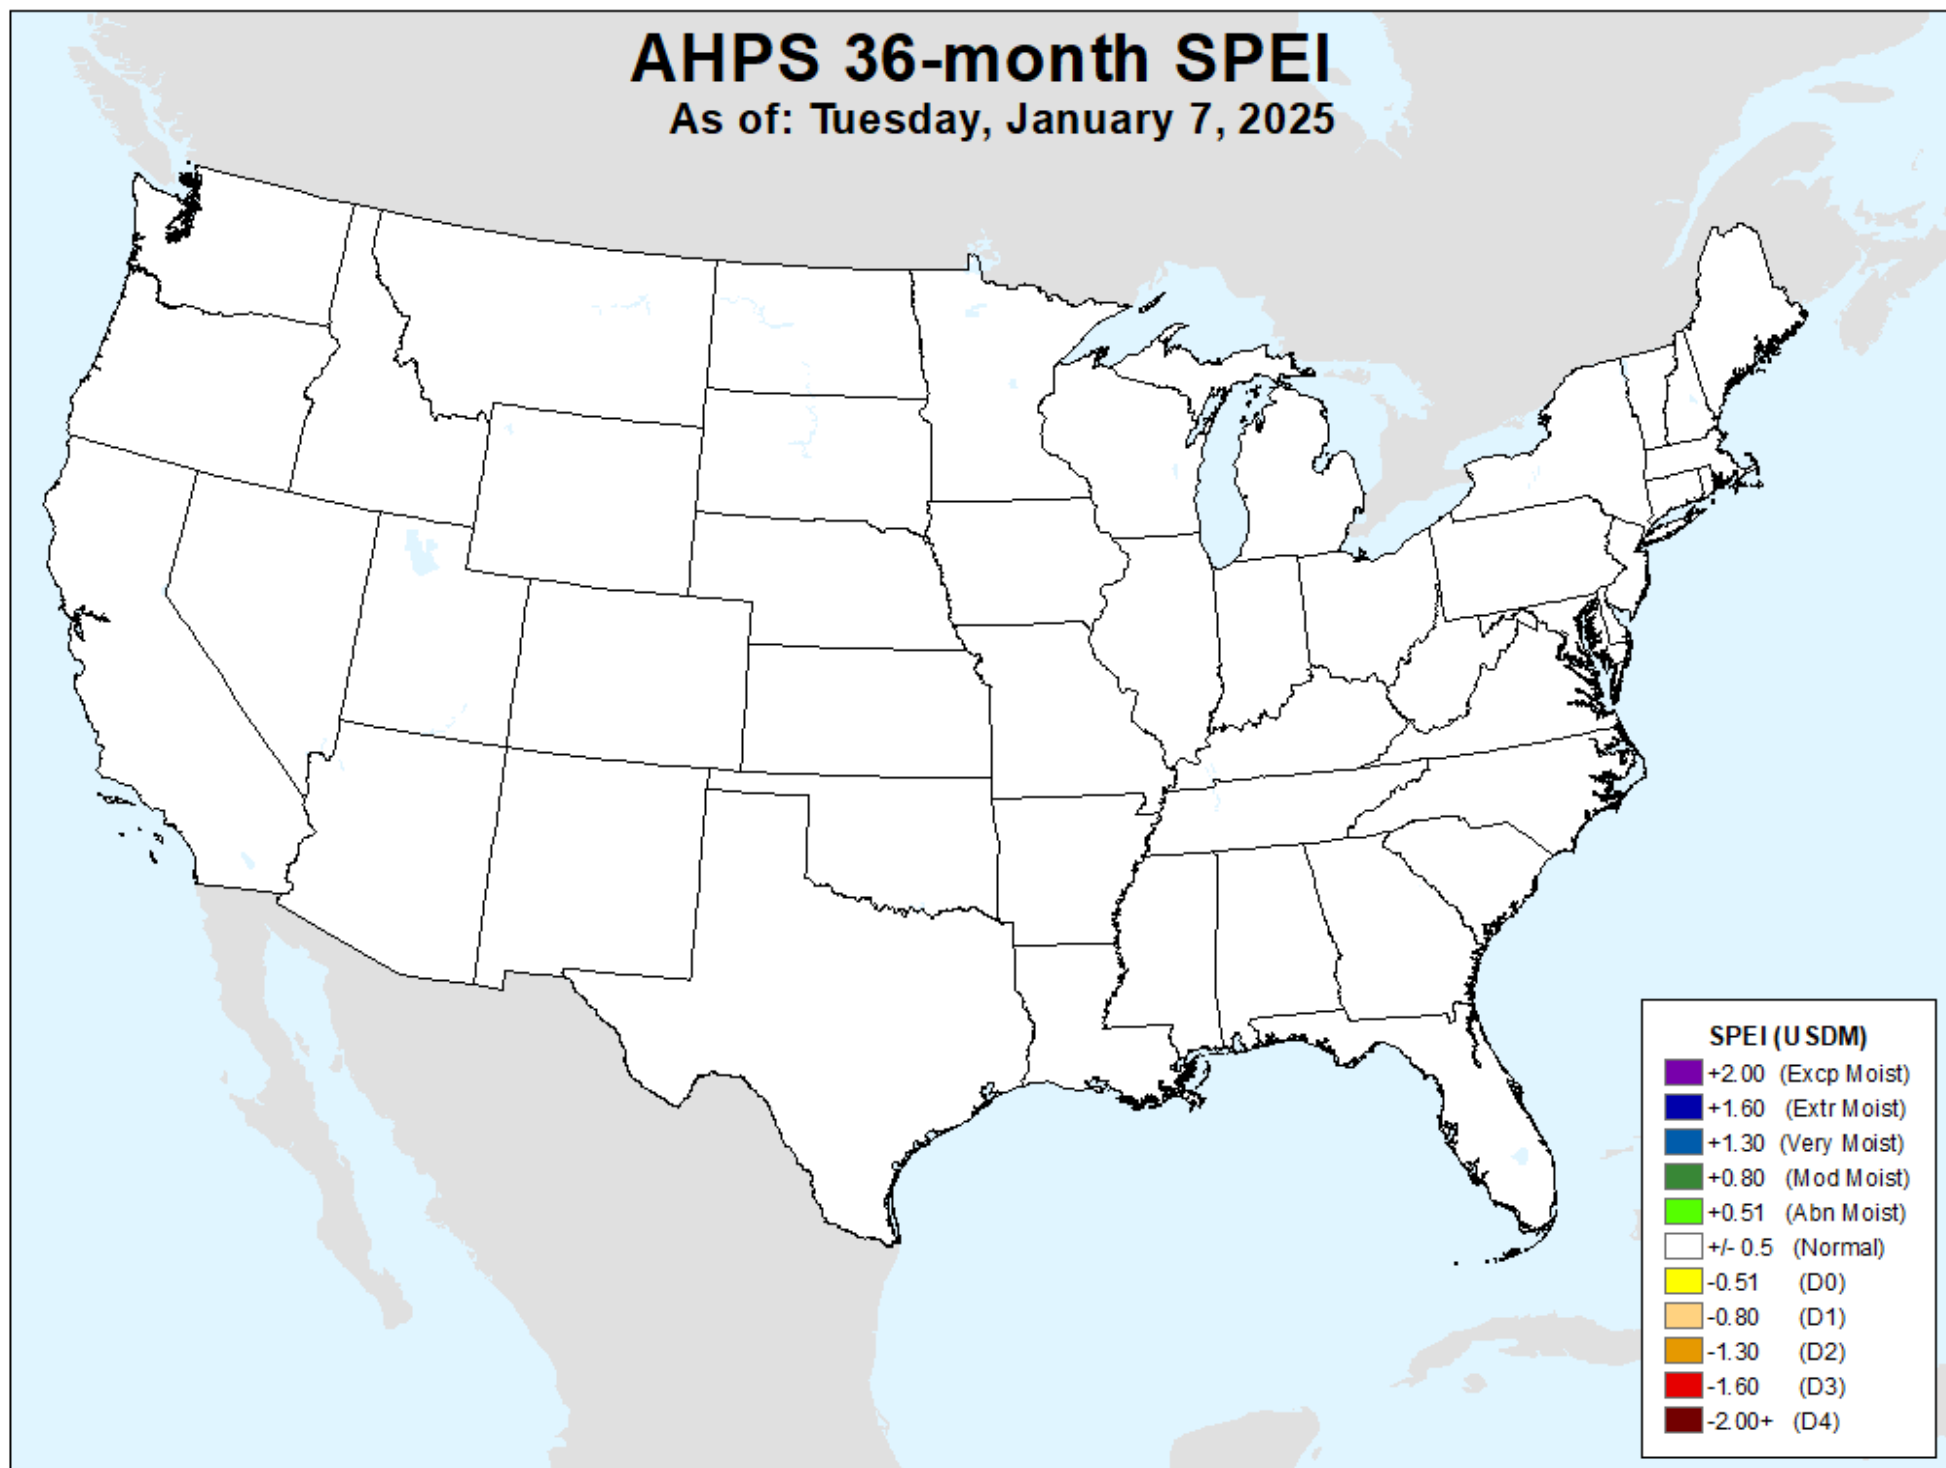 AHPS 36-month SPEI
As of: Tuesday, January 7, 2025
SPEI (USDM)
+2.00 (Excp Moist)
+1.60 (Extr Moist)
+1.30 (Very Moist)
+0.80 (Mod Moist)
+0.51 (Abn Moist)
+/- 0.5 (Normal)
-0.51 (D0)
-0.80 (D1)
-1.30 (D2)
-1.60 (D3)
-2.00+ (D4)